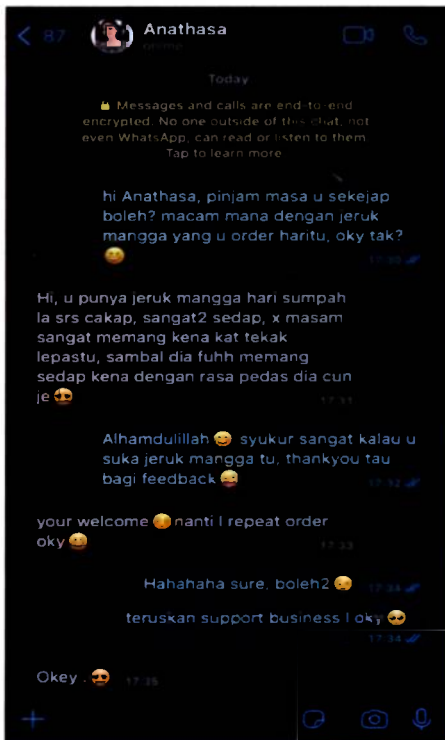 87
Anathasa
Today
Messages and calls are end-to-end
encrypted. No one outside of this chat, not
even WhatsApp, can read or listen to them.
Tap to learn more
hi Anathasa, pinjam masa u sekejap
boleh? macam mana dengan jeruk
mangga yang u order haritu, oky tak?
😊
17:30
Hi, u punya jeruk mangga hari sumpah
la srs cakap, sangat2 sedap, x masam
sangat memang kena kat tekak
lepastu, sambal dia fuhh memang
sedap kena dengan rasa pedas dia cun
je
17:31
Alhamdulillah 😊 syukur sangat kalau u
suka jeruk mangga tu, thankyou tau
bagi feedback
your welcome nanti I repeat order
oky
17:33
Hahahaha sure, boleh2
17:34
teruskan support business I oky
17:34
Okey .
17:35